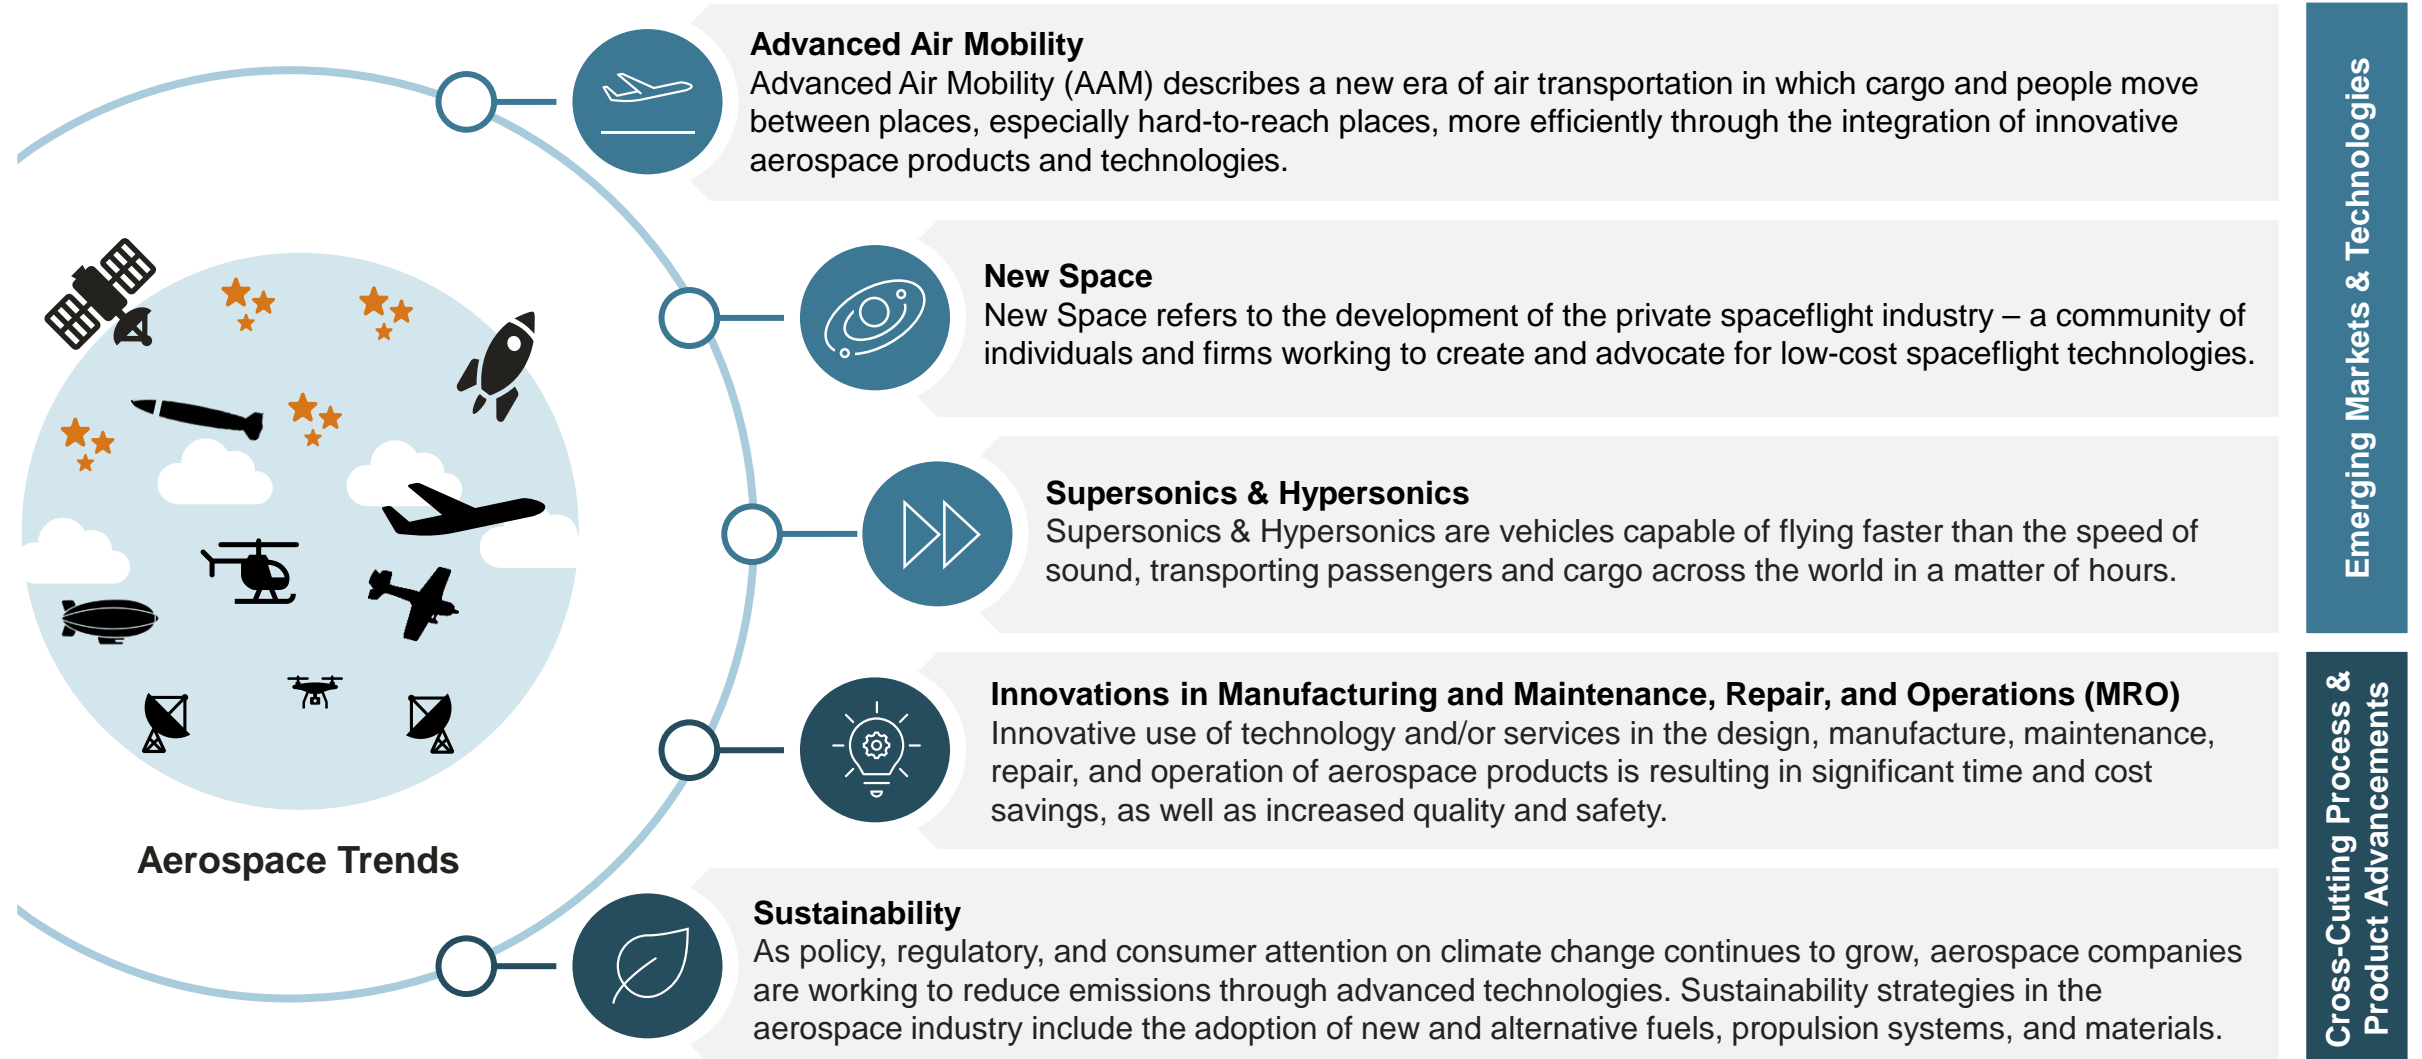 Advanced Air Mobility
Advanced Air Mobility (AAM) describes a new era of air transportation in which cargo and people move
between places, especially hard-to-reach places, more efficiently through the integration of innovative
aerospace products and technologies.
New Space
New Space refers to the development of the private spaceflight industry – a community of
individuals and firms working to create and advocate for low-cost spaceflight technologies.
Supersonics & Hypersonics
Supersonics & Hypersonics are vehicles capable of flying faster than the speed of
sound, transporting passengers and cargo across the world in a matter of hours.
Innovations in Manufacturing and Maintenance, Repair, and Operations (MRO)
Innovative use of technology and/or services in the design, manufacture, maintenance,
repair, and operation of aerospace products is resulting in significant time and cost
savings, as well as increased quality and safety.
Sustainability
As policy, regulatory, and consumer attention on climate change continues to grow, aerospace companies
are working to reduce emissions through advanced technologies. Sustainability strategies in the
aerospace industry include the adoption of new and alternative fuels, propulsion systems, and materials.
Aerospace Trends
Emerging Markets & Technologies
Cross-Cutting Process &
Product Advancements